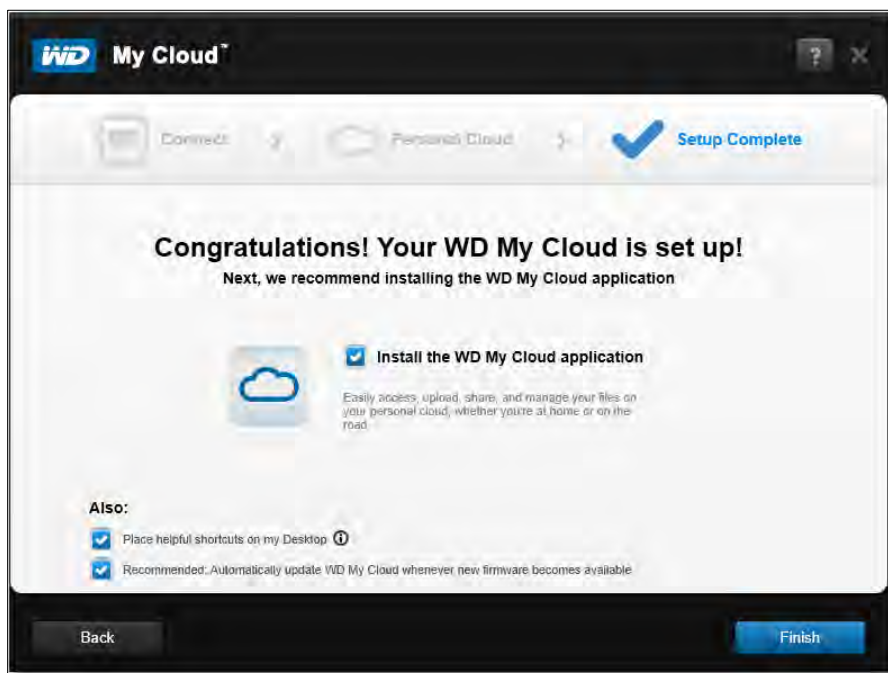 WD My Cloud™ ? ×
Connect Personal Cloud Setup Complete
Congratulations! Your WD My Cloud is set up!
Next, we recommend installing the WD My Cloud application
Install the WD My Cloud application
Easily access, upload, share, and manage your files on
your personal cloud, whether you're at home or on the
road
Also:
Place helpful shortcuts on my Desktop
Recommended: Automatically update WD My Cloud whenever new firmware becomes available
Back Finish